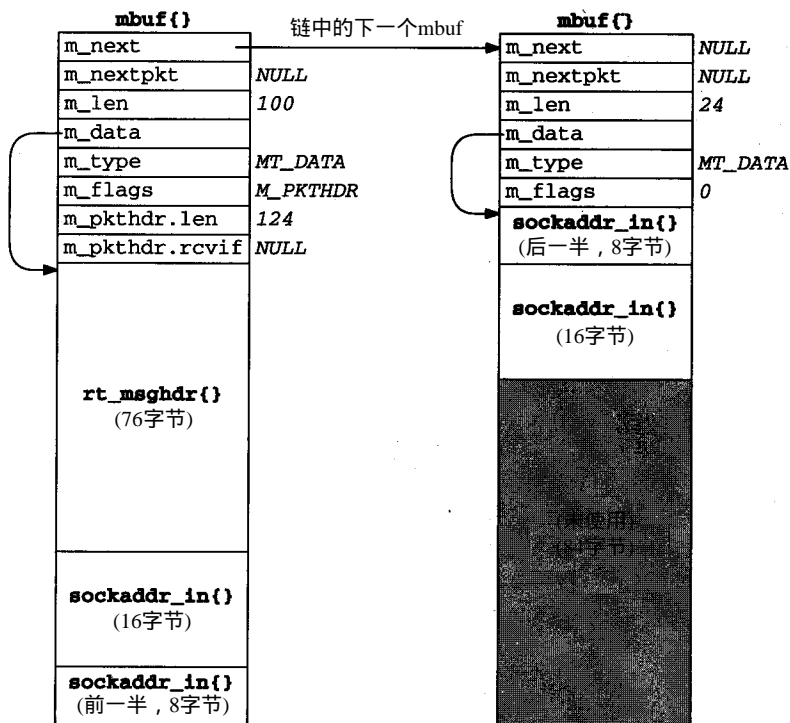 mbuf{}
m_next
m_nextpkt NULL
m_len 100
m_data
m_type MT_DATA
m_flags M_PKTHDR
m_pkthdr.len 124
m_pkthdr.rcvif NULL
rt_msghdr{}
(76字节)
sockaddr_in{}
(16字节)
sockaddr_in{}
(前一半，8字节)
链中的下一个mbuf
mbuf{}
m_next NULL
m_nextpkt NULL
m_len 24
m_data
m_type MT_DATA
m_flags 0
sockaddr_in{}
(后一半，8字节)
sockaddr_in{}
(16字节)
(未使用)